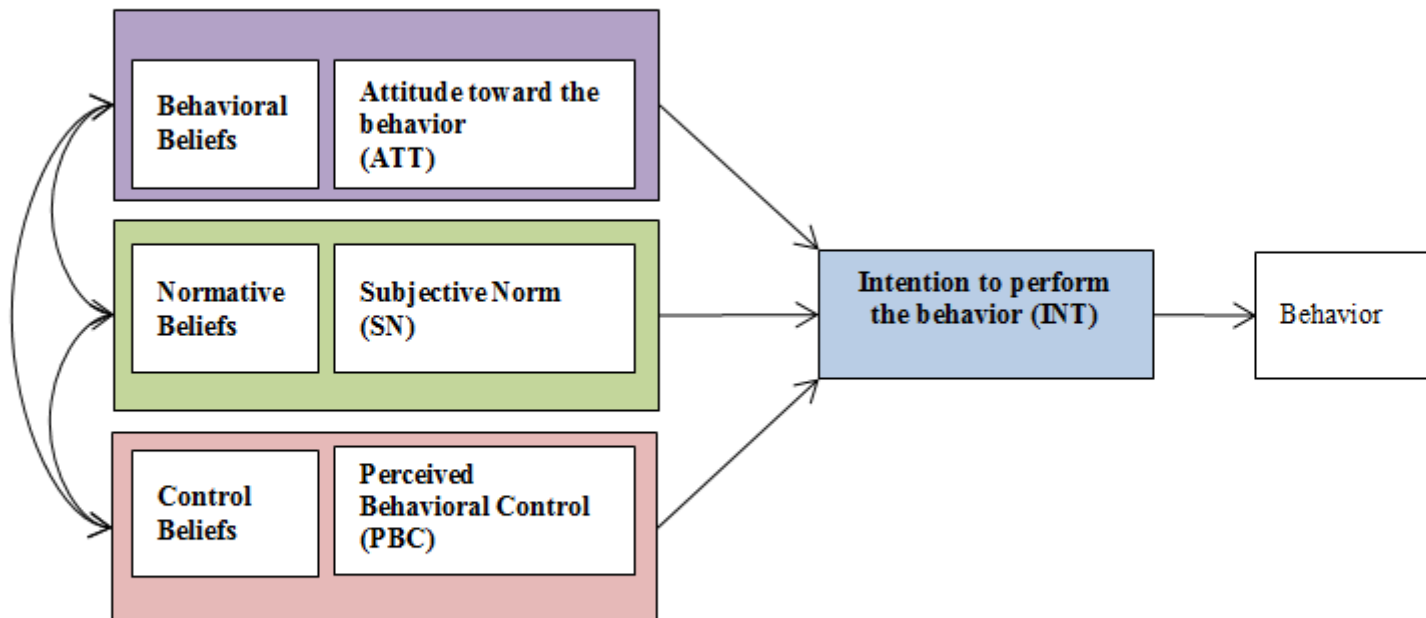 Behavioral
Beliefs
Attitude toward the
behavior
(ATT)
Normative
Beliefs
Subjective Norm
(SN)
Control
Beliefs
Perceived
Behavioral Control
(PBC)
Intention to perform
the behavior (INT)
Behavior